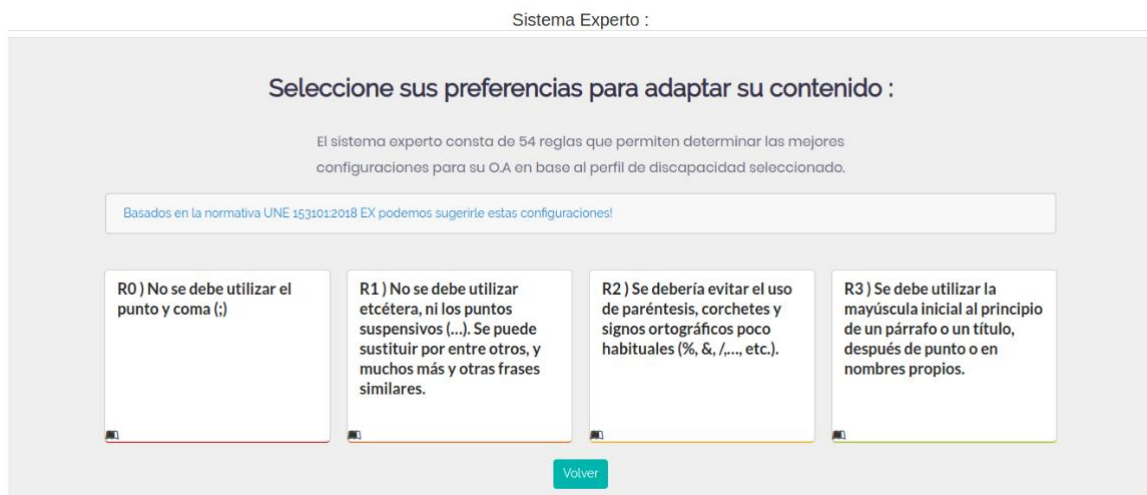 Sistema Experto :
Seleccione sus preferencias para adaptar su contenido :
El sistema experto consta de 54 reglas que permiten determinar las mejores
configuraciones para su O.A en base al perfil de discapacidad seleccionado.
Basados en la normativa UNE 153101:2018 EX podemos sugerirle estas configuraciones!
R0 ) No se debe utilizar el
punto y coma (;)
R1 ) No se debe utilizar
etcétera, ni los puntos
suspensivos (...). Se puede
sustituir por entre otros, y
muchos más y otras frases
similares.
R2 ) Se debería evitar el uso
de paréntesis, corchetes y
signos ortográficos poco
habituales (%, &, /,..., etc.).
R3 ) Se debe utilizar la
mayúscula inicial al principio
de un párrafo o un título,
después de punto o en
nombres propios.
Volver